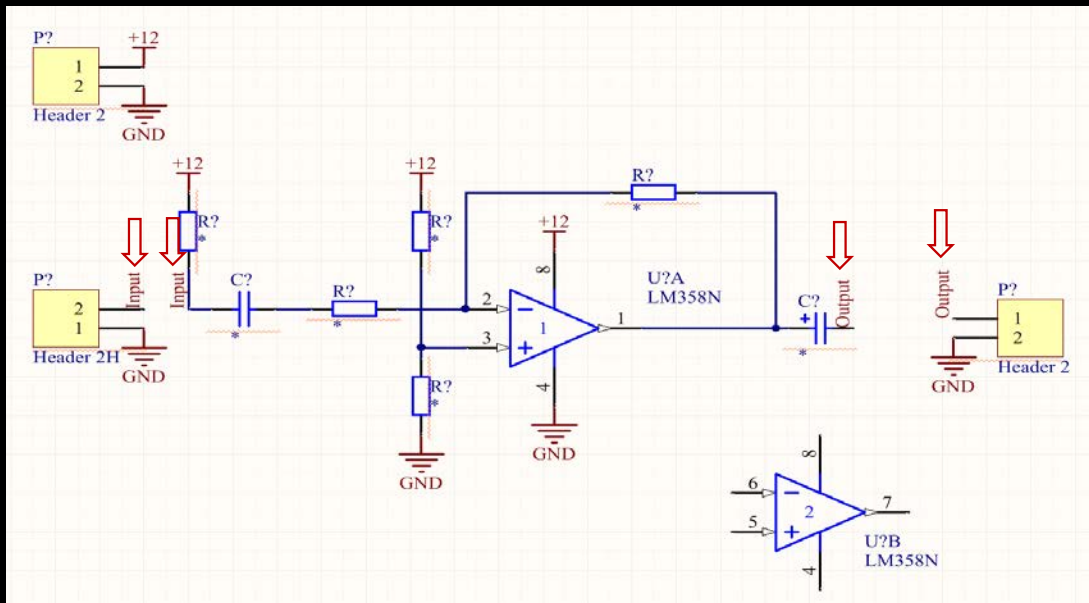 P?
+12
1
2
Header 2
GND
+12
+12
R?
*
R?
*
R?
*
+12
8
U?A
LM358N
P?
Input
Input
C?
*
R?
*
2
1
Header 2H
GND
2
3
1
1
4
R?
*
GND
GND
C?
*
Output
Output
P?
1
2
Header 2
GND
8
6
5
2
7
4
U?B
LM358N